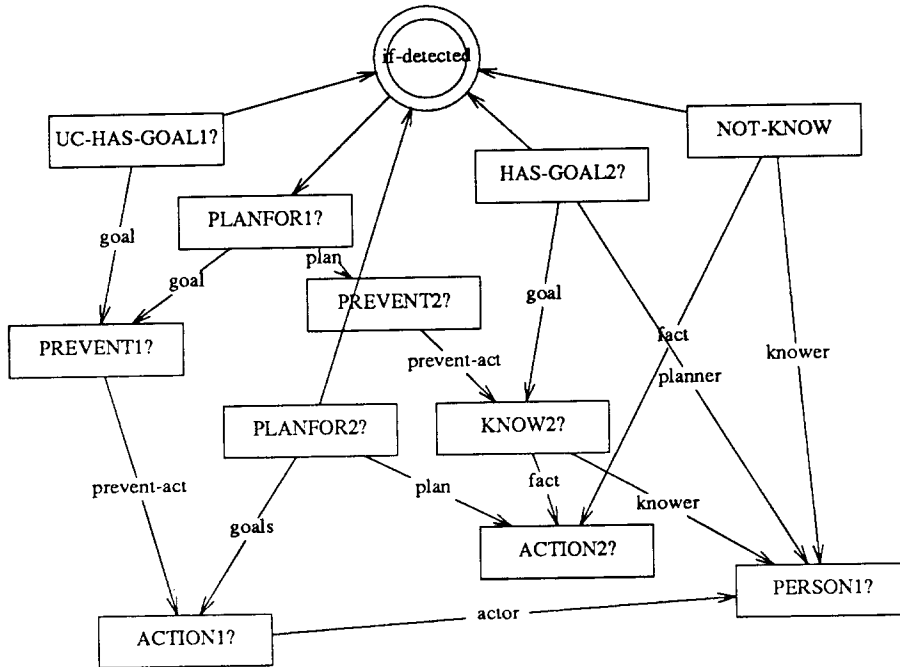 if-detected
UC-HAS-GOAL1?
NOT-KNOW
HAS-GOAL2?
PLANFOR1?
goal
plan
goal
goal
PREVENT2?
PREVENT1?
fact
knower
prevent-act
planner
PLANFOR2?
KNOW2?
prevent-act
plan
fact
knower
goals
ACTION2?
PERSON1?
actor
ACTION1?